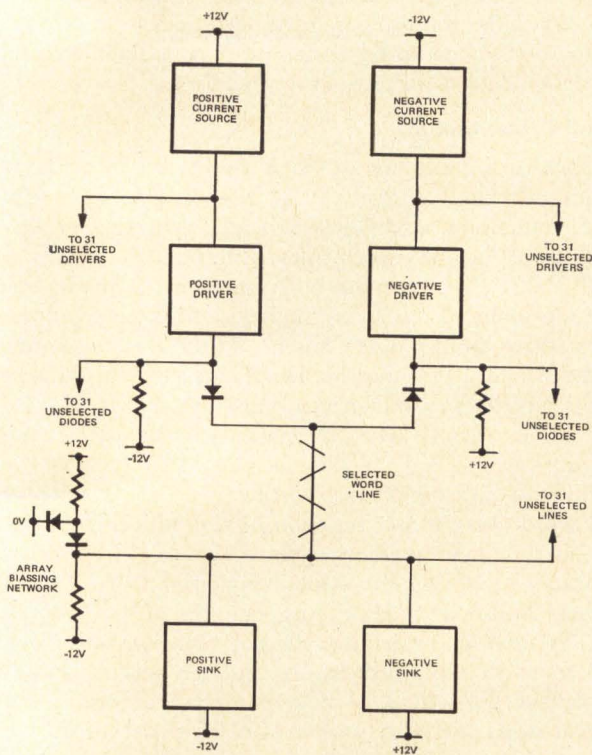 +12V
-12V
POSITIVE
CURRENT
SOURCE
NEGATIVE
CURRENT
SOURCE
TO 31
UNSELECTED
DRIVERS
TO 31
UNSELECTED
DRIVERS
POSITIVE
DRIVER
NEGATIVE
DRIVER
TO 31
UNSELECTED
DIODES
-12V
+12V
TO 31
UNSELECTED
DIODES
+12V
SELECTED
WORD
LINE
TO 31
UNSELECTED
LINES
0V
ARRAY
BIASSING
NETWORK
-12V
POSITIVE
SINK
NEGATIVE
SINK
-12V
+12V